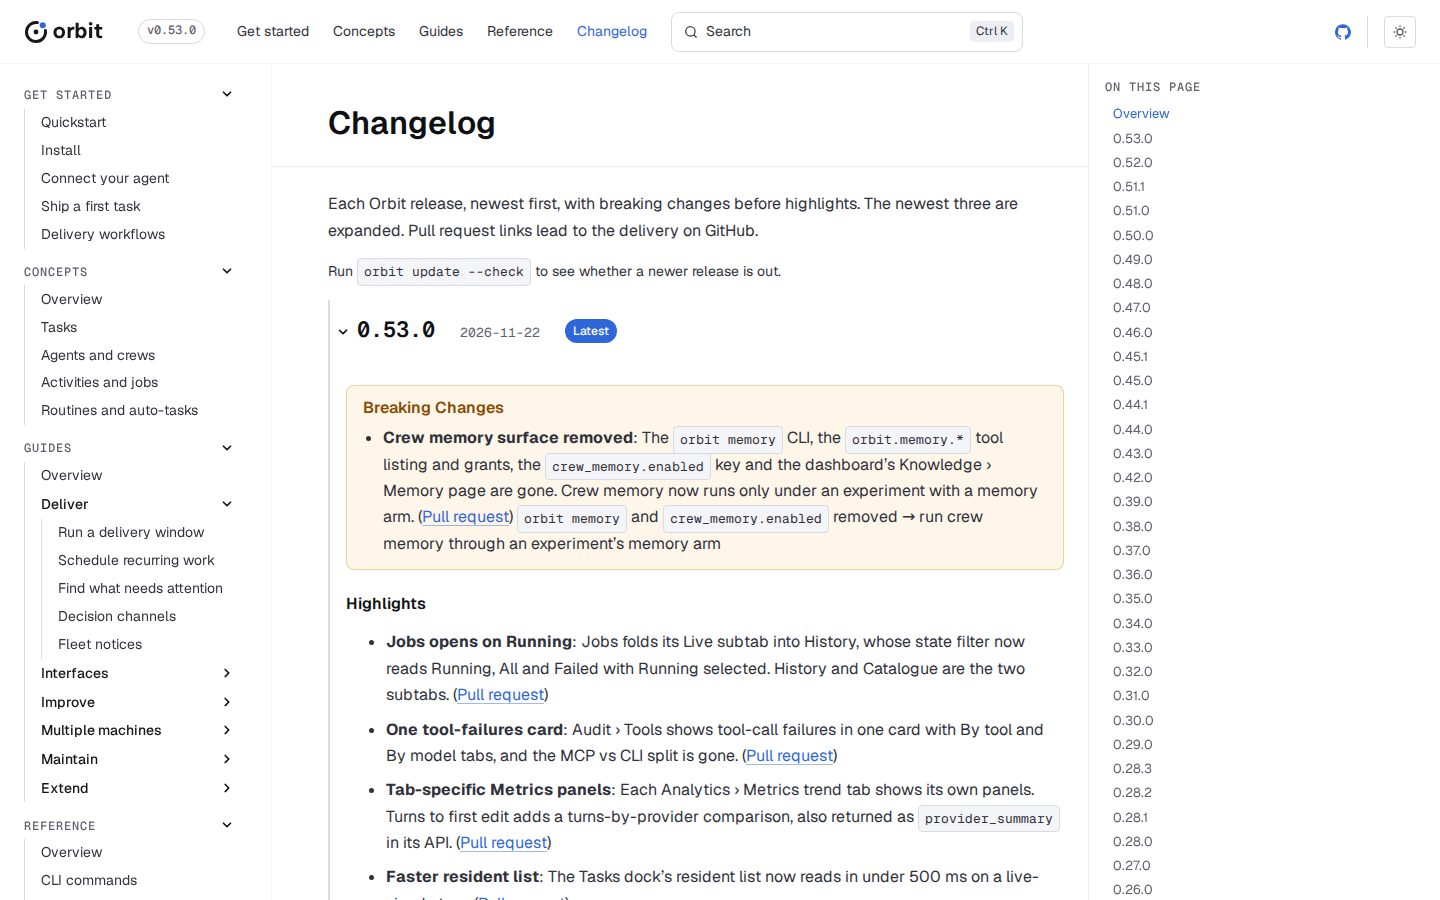 orbit
v0.53.0
Get started
Concepts
Guides
Reference
Changelog
Search
Ctrl K
GET STARTED
Quickstart
Install
Connect your agent
Ship a first task
Delivery workflows
CONCEPTS
Overview
Tasks
Agents and crews
Activities and jobs
Routines and auto-tasks
GUIDES
Overview
Deliver
Run a delivery window
Schedule recurring work
Find what needs attention
Decision channels
Fleet notices
Interfaces
Improve
Multiple machines
Maintain
Extend
REFERENCE
Overview
CLI commands
Changelog
Each Orbit release, newest first, with breaking changes before highlights. The newest three are
expanded. Pull request links lead to the delivery on GitHub.
Run orbit update --check to see whether a newer release is out.
0.53.0 2026-11-22 Latest
Breaking Changes
• Crew memory surface removed: The orbit memory CLI, the orbit.memory.* tool
listing and grants, the crew_memory.enabled key and the dashboard’s Knowledge ›
Memory page are gone. Crew memory now runs only under an experiment with a memory
arm. (Pull request) orbit memory and crew_memory.enabled removed → run crew
memory through an experiment’s memory arm
Highlights
• Jobs opens on Running: Jobs folds its Live subtab into History, whose state filter now
reads Running, All and Failed with Running selected. History and Catalogue are the two
subtabs. (Pull request)
• One tool-failures card: Audit › Tools shows tool-call failures in one card with By tool and
By model tabs, and the MCP vs CLI split is gone. (Pull request)
• Tab-specific Metrics panels: Each Analytics › Metrics trend tab shows its own panels.
Turns to first edit adds a turns-by-provider comparison, also returned as provider_summary
in its API. (Pull request)
• Faster resident list: The Tasks dock’s resident list now reads in under 500 ms on a live-
ON THIS PAGE
Overview
0.53.0
0.52.0
0.51.1
0.51.0
0.50.0
0.49.0
0.48.0
0.47.0
0.46.0
0.45.1
0.45.0
0.44.1
0.44.0
0.43.0
0.42.0
0.39.0
0.38.0
0.37.0
0.36.0
0.35.0
0.34.0
0.33.0
0.32.0
0.31.0
0.30.0
0.29.0
0.28.3
0.28.2
0.28.1
0.28.0
0.27.0
0.26.0